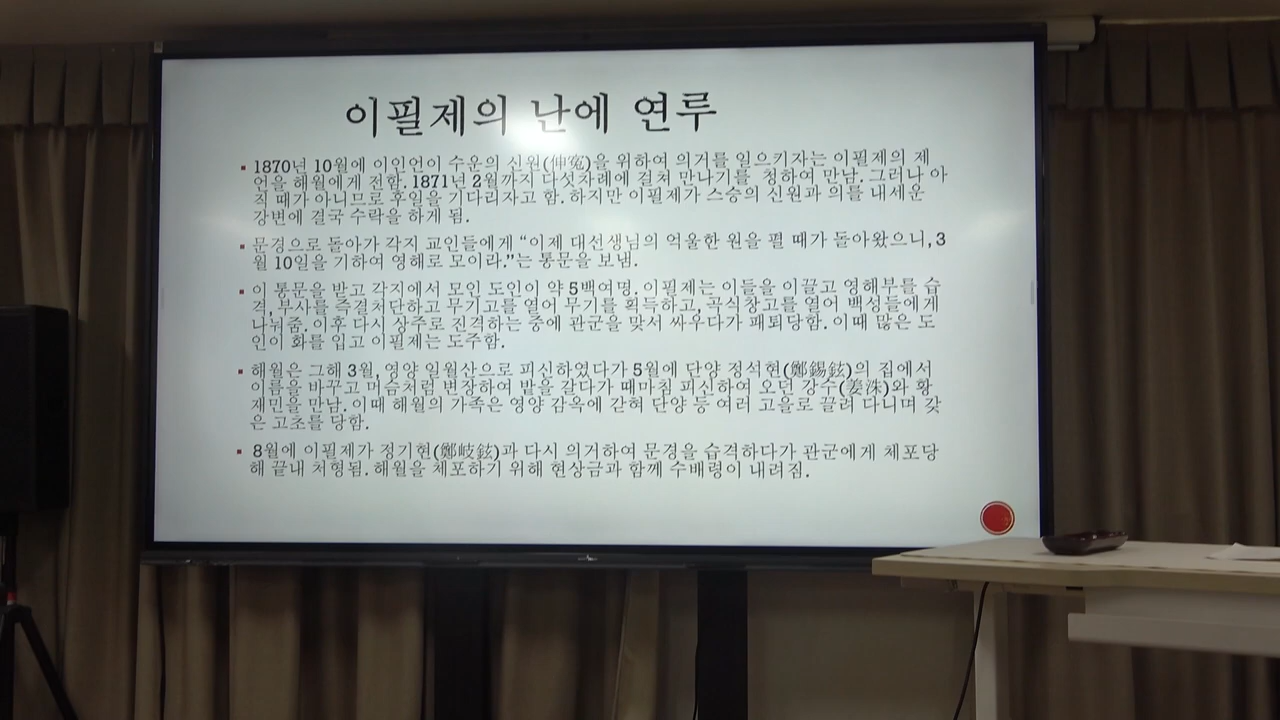 이필제의 난에 연루
1870년 10월에 이인언이 수운의 신원(伸冤)을 위하여 의거를 일으키자는 이필제의 제
언을 해월에게 전함. 1871년 2월까지 다섯차례에 걸쳐 만나기를 청하여 만남. 그러나 아
직 때가 아니므로 후일을 기다리자고 함. 하지만 이필제가 스승의 신원과 의를 내세운
강변에 결국 수락을 하게 됨.
문경으로 돌아가 각지 교인들에게 “이제 대선생님의 억울한 원을 펼 때가 돌아왔으니, 3
월 10일을 기하여 영해로 모이라.”는 통문을 보냄.
이 통문을 받고 각지에서 모인 도인이 약 5백여명. 이필제는 이들을 이끌고 영해부를 습
격, 부사를 즉결처단하고 무기고를 열어 무기를 획득하고, 곡식창고를 열어 백성들에게
나눠줌. 이후 다시 상주로 진격하는 중에 관군을 맞서 싸우다가 패퇴당함. 이때 많은 도
인이 화를 입고 이필제는 도주함.
해월은 그해 3월, 영양 일월산으로 피신하였다가 5월에 단양 정석현(鄭錫鉉)의 집에서
이름을 바꾸고 머슴처럼 변장하여 밭을 갈다가 때마침 피신하여 오던 강수(姜洙)와 황
재민을 만남. 이때 해월의 가족은 영양 감옥에 갇혀 단양 등 여러 고을로 끌려 다니며 갖
은 고초를 당함.
8월에 이필제가 정기현(鄭岐鉉)과 다시 의거하여 문경을 습격하다가 관군에게 체포당
해 끝내 처형됨. 해월을 체포하기 위해 현상금과 함께 수배령이 내려짐.